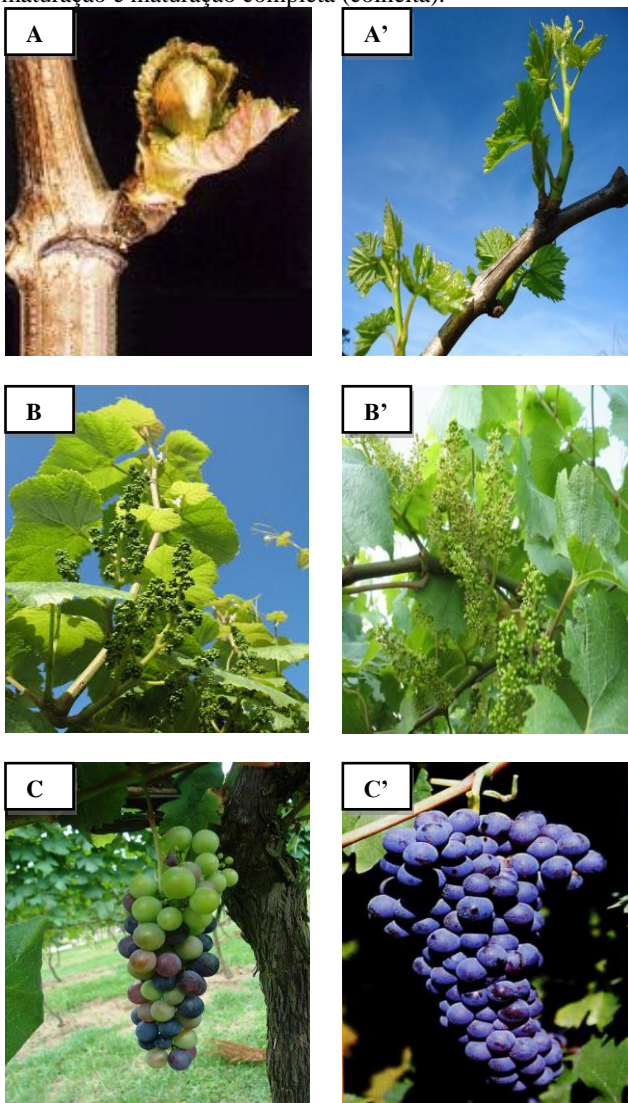 maturação e maturação completa (colheita).
A
A’
B
B’
C
C’